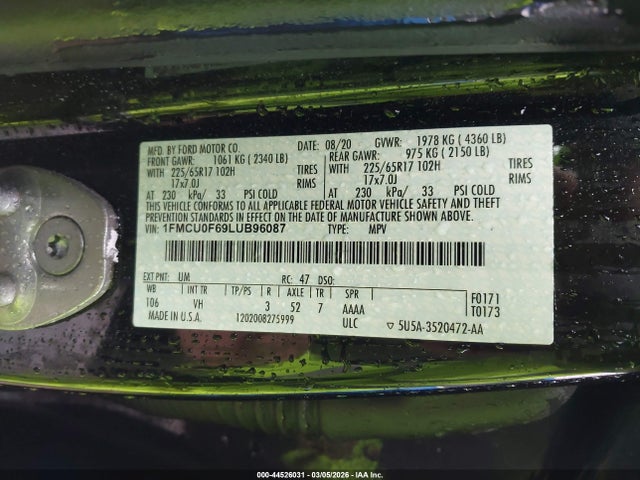 MFD. BY FORD MOTOR CO.
DATE: 08/20 GVWR: 1978 KG ( 4360 LB)
FRONT GAWR: 1061 KG ( 2340 LB) REAR GAWR: 975 KG ( 2150 LB)
WITH 225/65R17 102H TIRES WITH 225/65R17 102H TIRES
17x7.0J RIMS 17x7.0J RIMS
AT 230 kPa/ 33 PSI COLD AT 230 kPa/ 33 PSI COLD
THIS VEHICLE CONFORMS TO ALL APPLICABLE FEDERAL MOTOR VEHICLE SAFETY AND THEFT
PREVENTION STANDARDS IN EFFECT ON THE DATE OF MANUFACTURE SHOWN ABOVE.
VIN: 1FMCU0F69LUB96087 TYPE: MPV
EXT PNT: UM RC: 47 DSO:
WB INT TR TP/PS R AXLE TR SPR F0171
106 VH 3 52 7 AAAA T0173
MADE IN U.S.A. 1202008275999 ULC 5U5A-3520472-AA
000-44526031 - 03/05/2026 - IAAI.COM